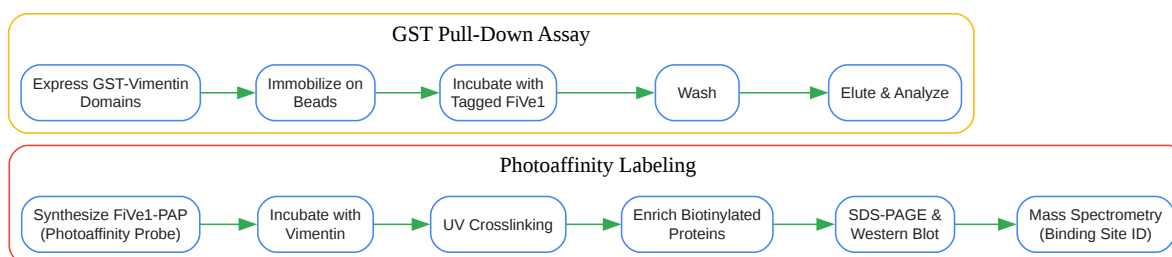 GST Pull-Down Assay
Express GST-Vimentin
Domains
Immobilize on
Beads
Incubate with
Tagged FiVe1
Wash
Elute & Analyze
Photoaffinity Labeling
Synthesize FiVe1-PAP
(Photoaffinity Probe)
Incubate with
Vimentin
UV Crosslinking
Enrich Biotinylated
Proteins
SDS-PAGE &
Western Blot
Mass Spectrometry
(Binding Site ID)